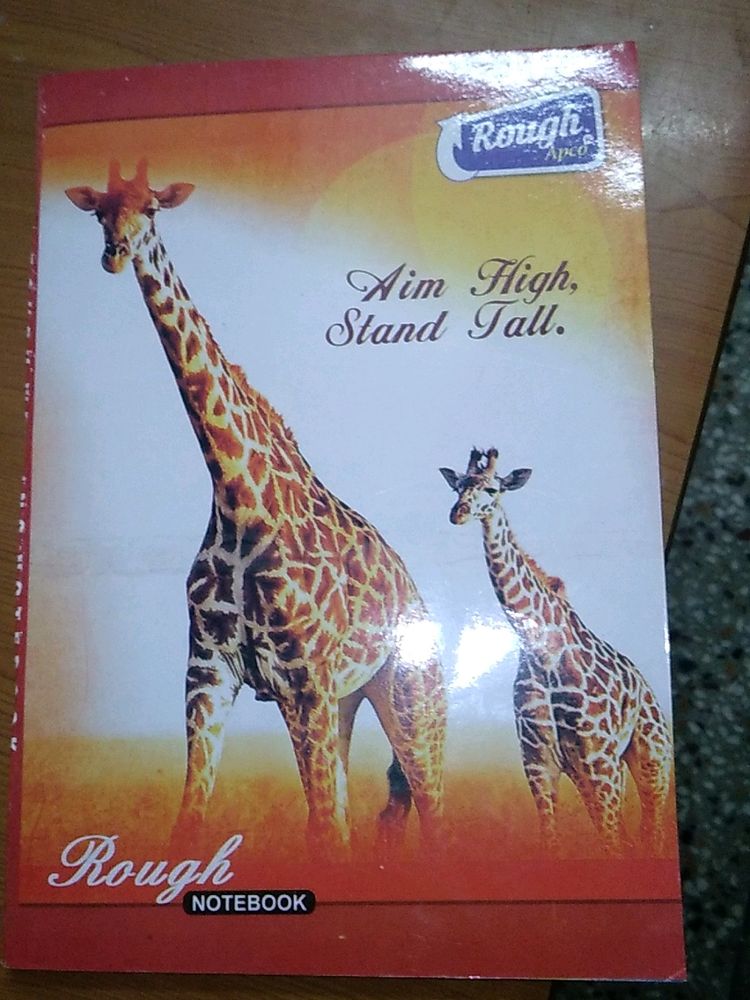 Rough
Apco
Aim High,
Stand Tall.
Rough
NOTEBOOK